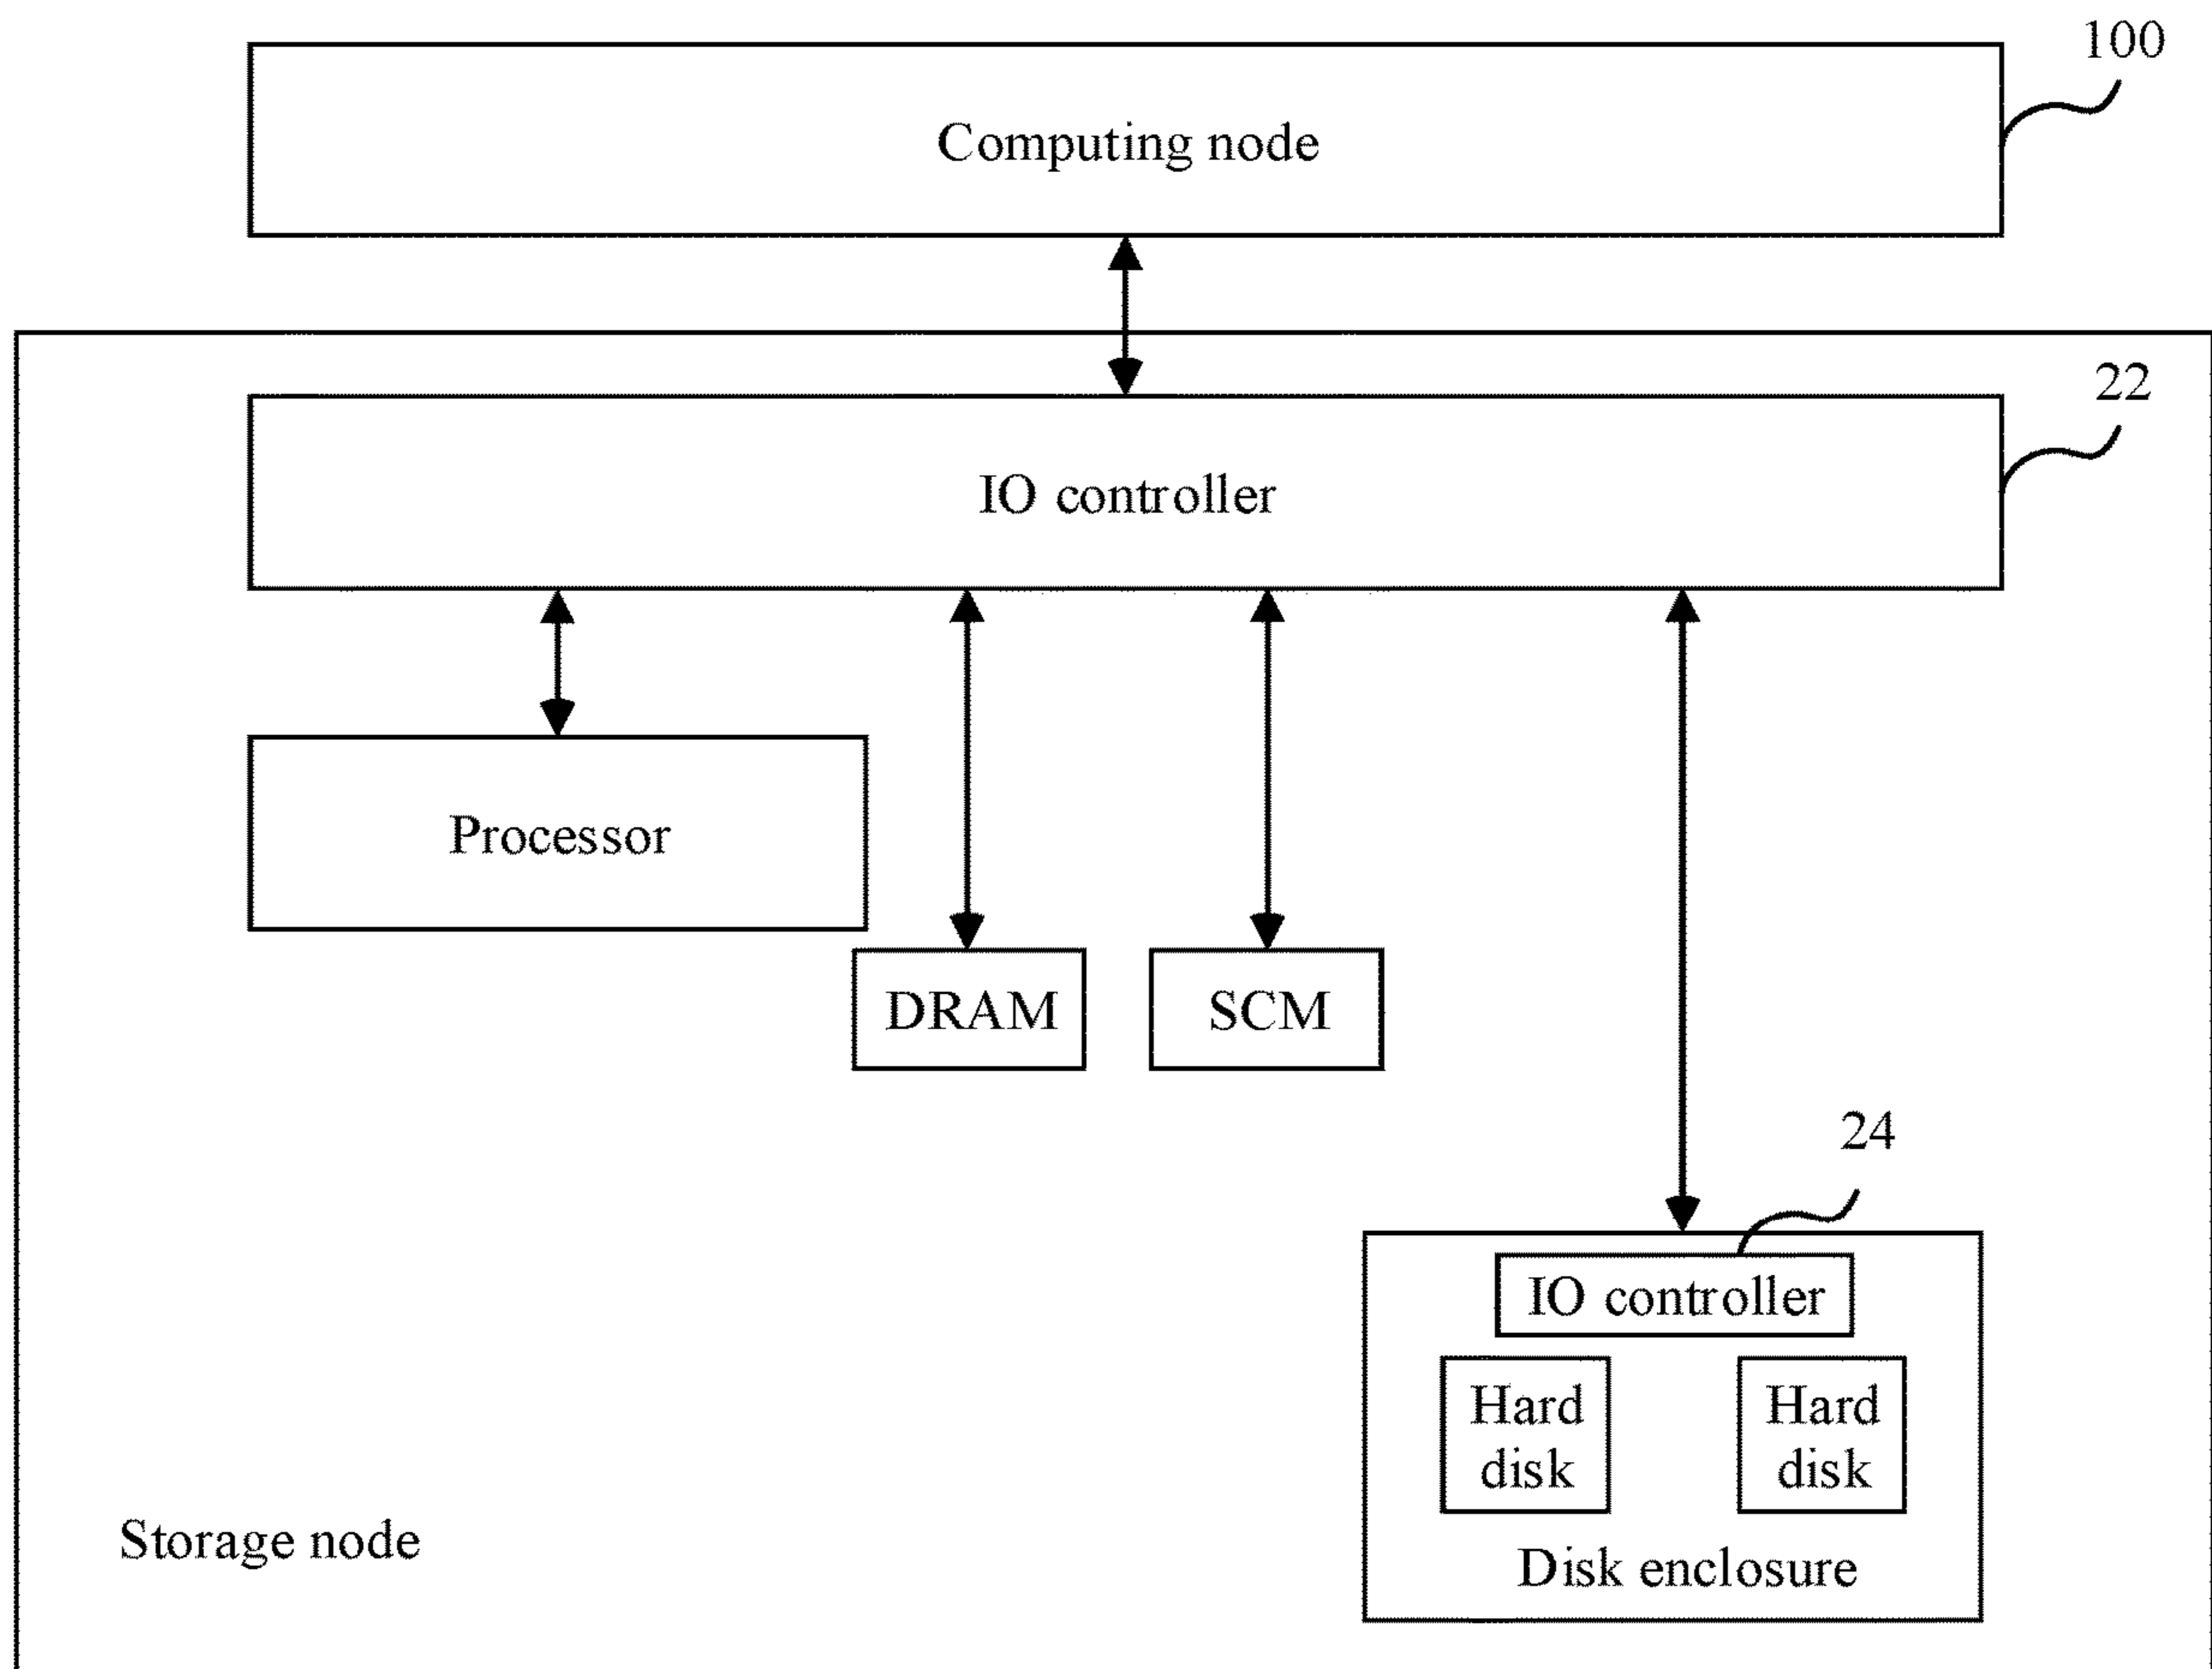 100
Computing node
22
IO controller
Processor
DRAM
SCM
24
IO controller
Hard
disk
Hard
disk
Disk enclosure
Storage node